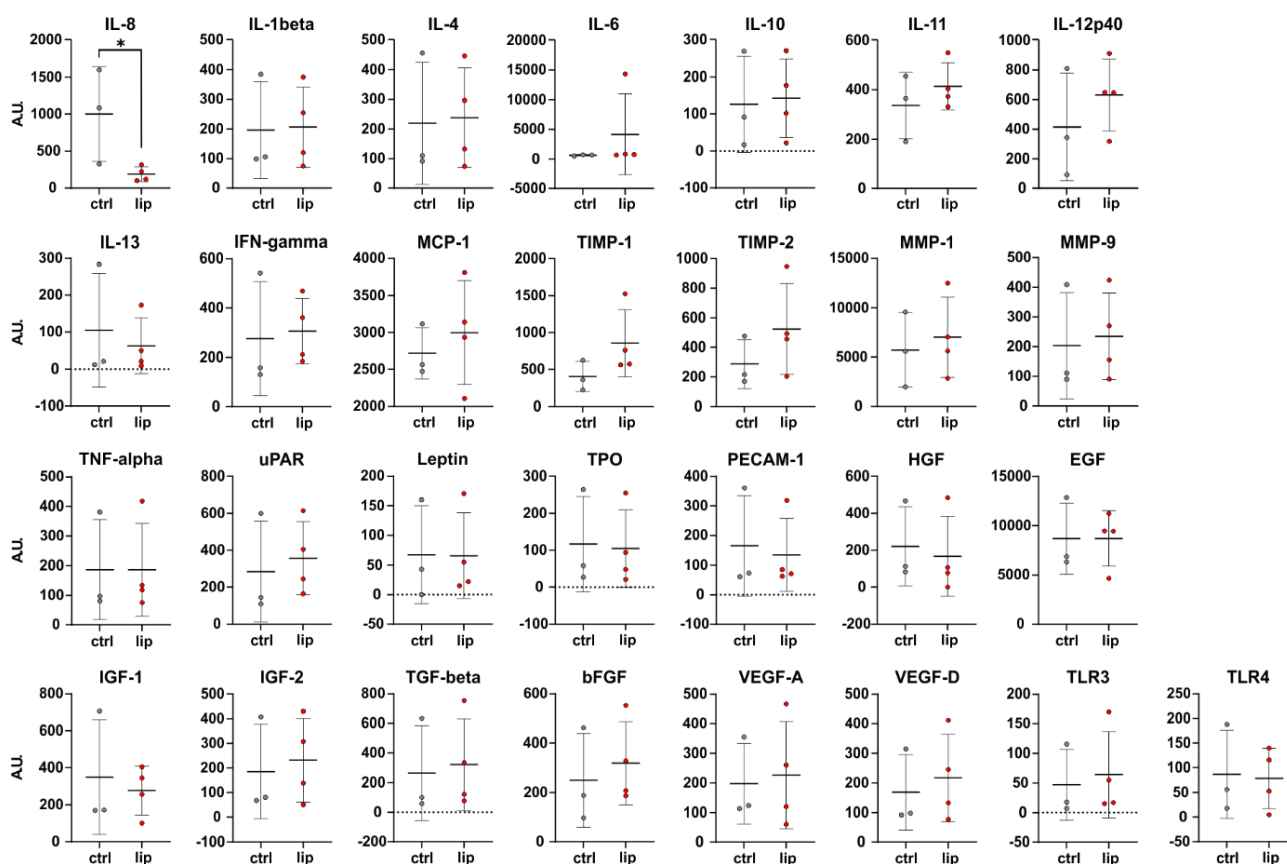 IL-8 IL-1beta IL-4 IL-6 IL-10 IL-11 IL-12p40
2000 500 500 20000 300 600 1000
*
400 400 15000 800
1500 200 400
300 300 10000 600
A.U. 1000 100
200 200 5000 400
500 200
100 100 0 0 200
0 0 0 -5000 -100 0 0
ctrl lip ctrl lip ctrl lip ctrl lip ctrl lip ctrl lip ctrl lip
IL-13 IFN-gamma MCP-1 TIMP-1 TIMP-2 MMP-1 MMP-9
300 600 4000 2000 1000 15000 500
800 400
200 3500 1500
400 10000
A.U. 100 600 300
3000 1000
400 200
200 5000
0 2500 500
200 100
-100 0 2000 0 0 0 0
ctrl lip ctrl lip ctrl lip ctrl lip ctrl lip ctrl lip ctrl lip
TNF-alpha uPAR Leptin TPO PECAM-1 HGF EGF
500 800 200 300 400 600 15000
400 150 300
600 200 400
300 10000
A.U. 100 200
400 100 200
200 50 100
5000
200 0 0
100 0 0
0 0 -50 -100 -100 -200 0
ctrl lip ctrl lip ctrl lip ctrl lip ctrl lip ctrl lip ctrl lip
IGF-1 IGF-2 TGF-beta bFGF VEGF-A VEGF-D TLR3 TLR4
800 500 800 600 500 500 200 250
400 600 400 400 200
600 150
300 400 300 300 150
400
A.U. 400 100
200 200 200 200 100
100 200 50
200 0 100 100 50
0 0 0
0 -100 -200 0 0 0 -50 -50
ctrl lip ctrl lip ctrl lip ctrl lip ctrl lip ctrl lip ctrl lip ctrl lip